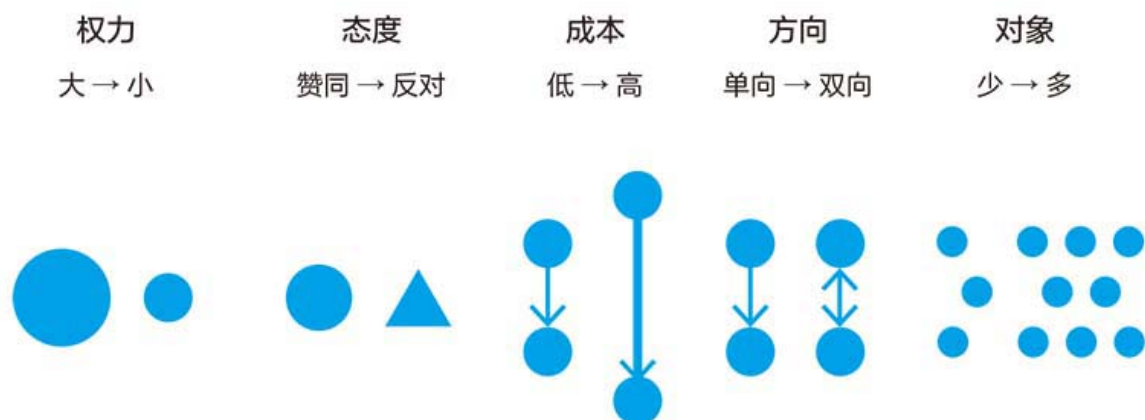 权力 态度 成本 方向 对象
大 → 小 赞同 → 反对 低 → 高 单向 → 双向 少 → 多